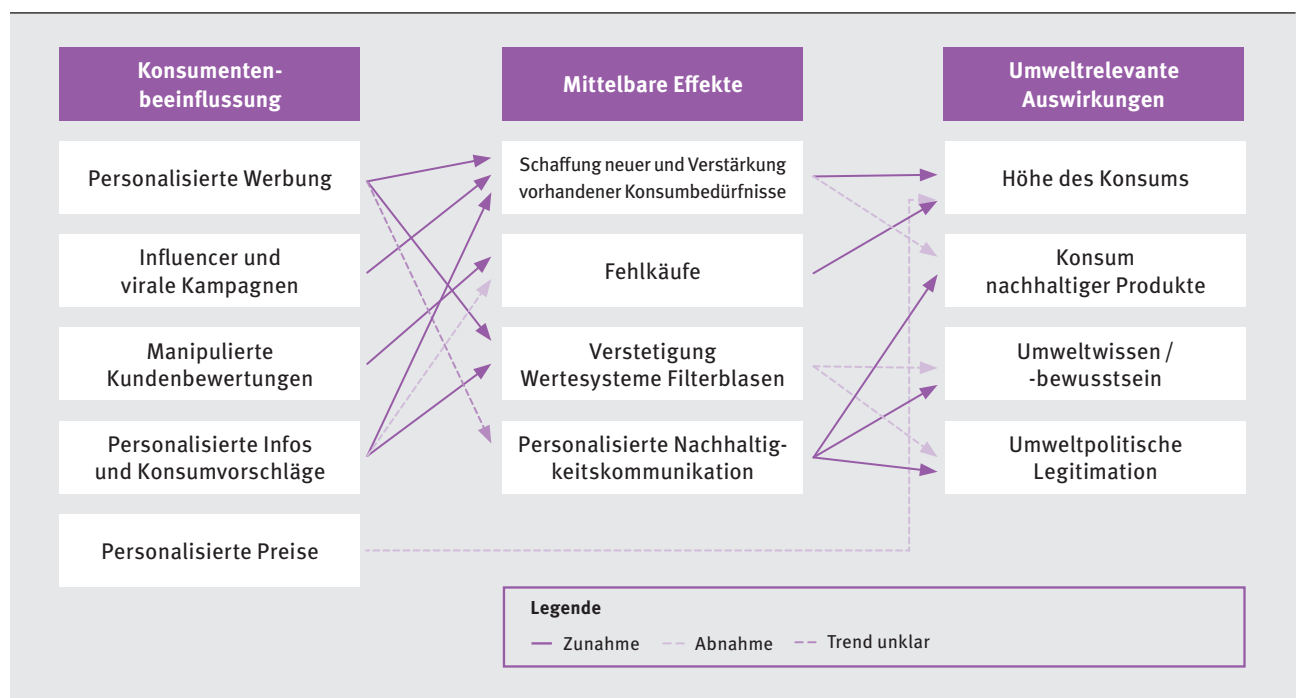 Konsumenten-
beeinflussung
Personalisierte Werbung
Influencer und
virale Kampagnen
Manipulierte
Kundenbewertungen
Personalisierte Infos
und Konsumvorschläge
Personalisierte Preise
Mittelbare Effekte
Schaffung neuer und Verstärkung
vorhandener Konsumbedürfnisse
Fehlkäufe
Verstetigung
Wertesysteme Filterblasen
Personalisierte Nachhaltig-
keitskommunikation
Umweltrelevante
Auswirkungen
Höhe des Konsums
Konsum
nachhaltiger Produkte
Umweltwissen /
-bewusstsein
Umweltpolitische
Legitimation
Legende
Zunahme Abnahme Trend unklar